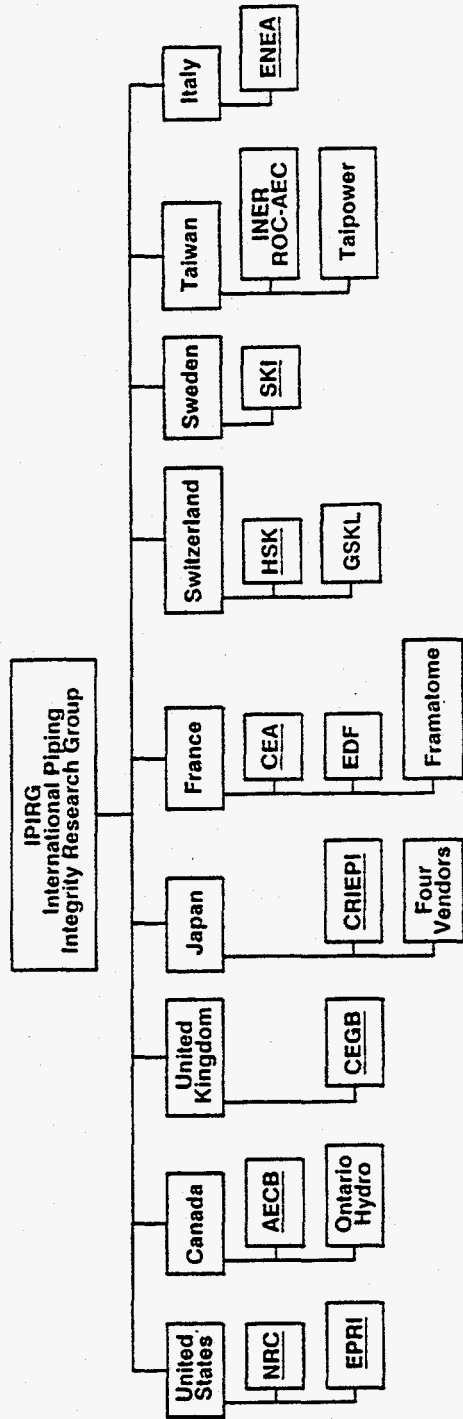 IPIRG
International Piping
Integrity Research Group
United
States
NRC
EPRI
Canada
AECB
Ontario
Hydro
United
Kingdom
CEGB
Japan
CRIEPI
Four
Vendors
France
CEA
EDF
Framatome
Switzerland
HSK
GSKL
Sweden
SKI
Taiwan
INER
ROC-AEC
Taipower
Italy
ENEA